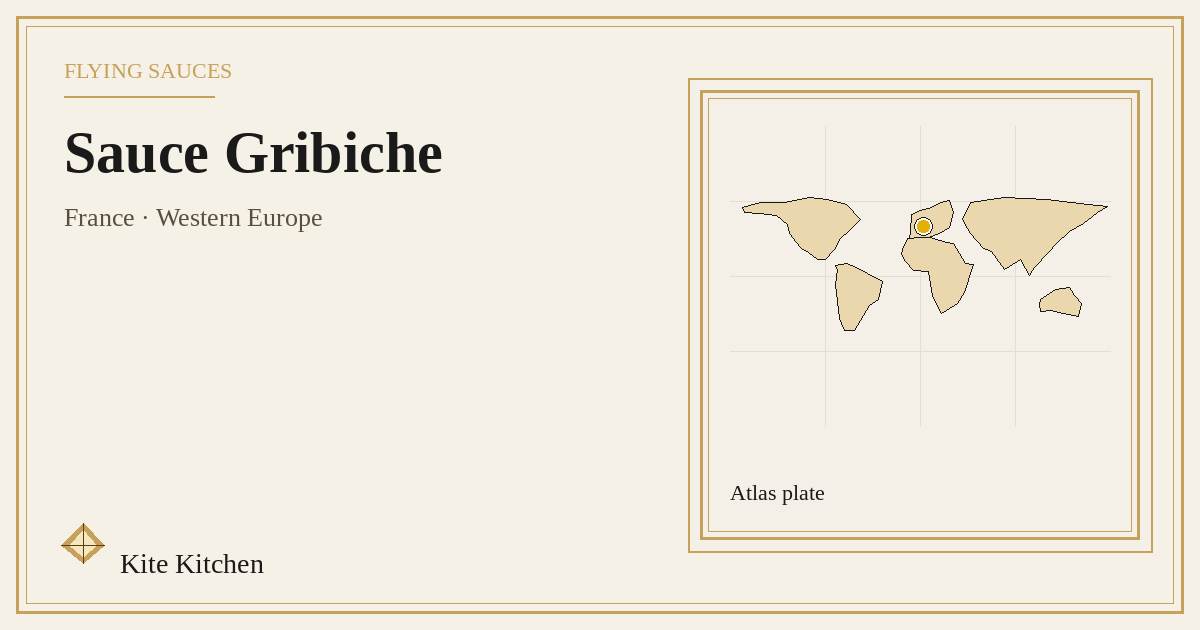 FLYING SAUCES
Sauce Gribiche
France · Western Europe
Atlas plate
Kite Kitchen